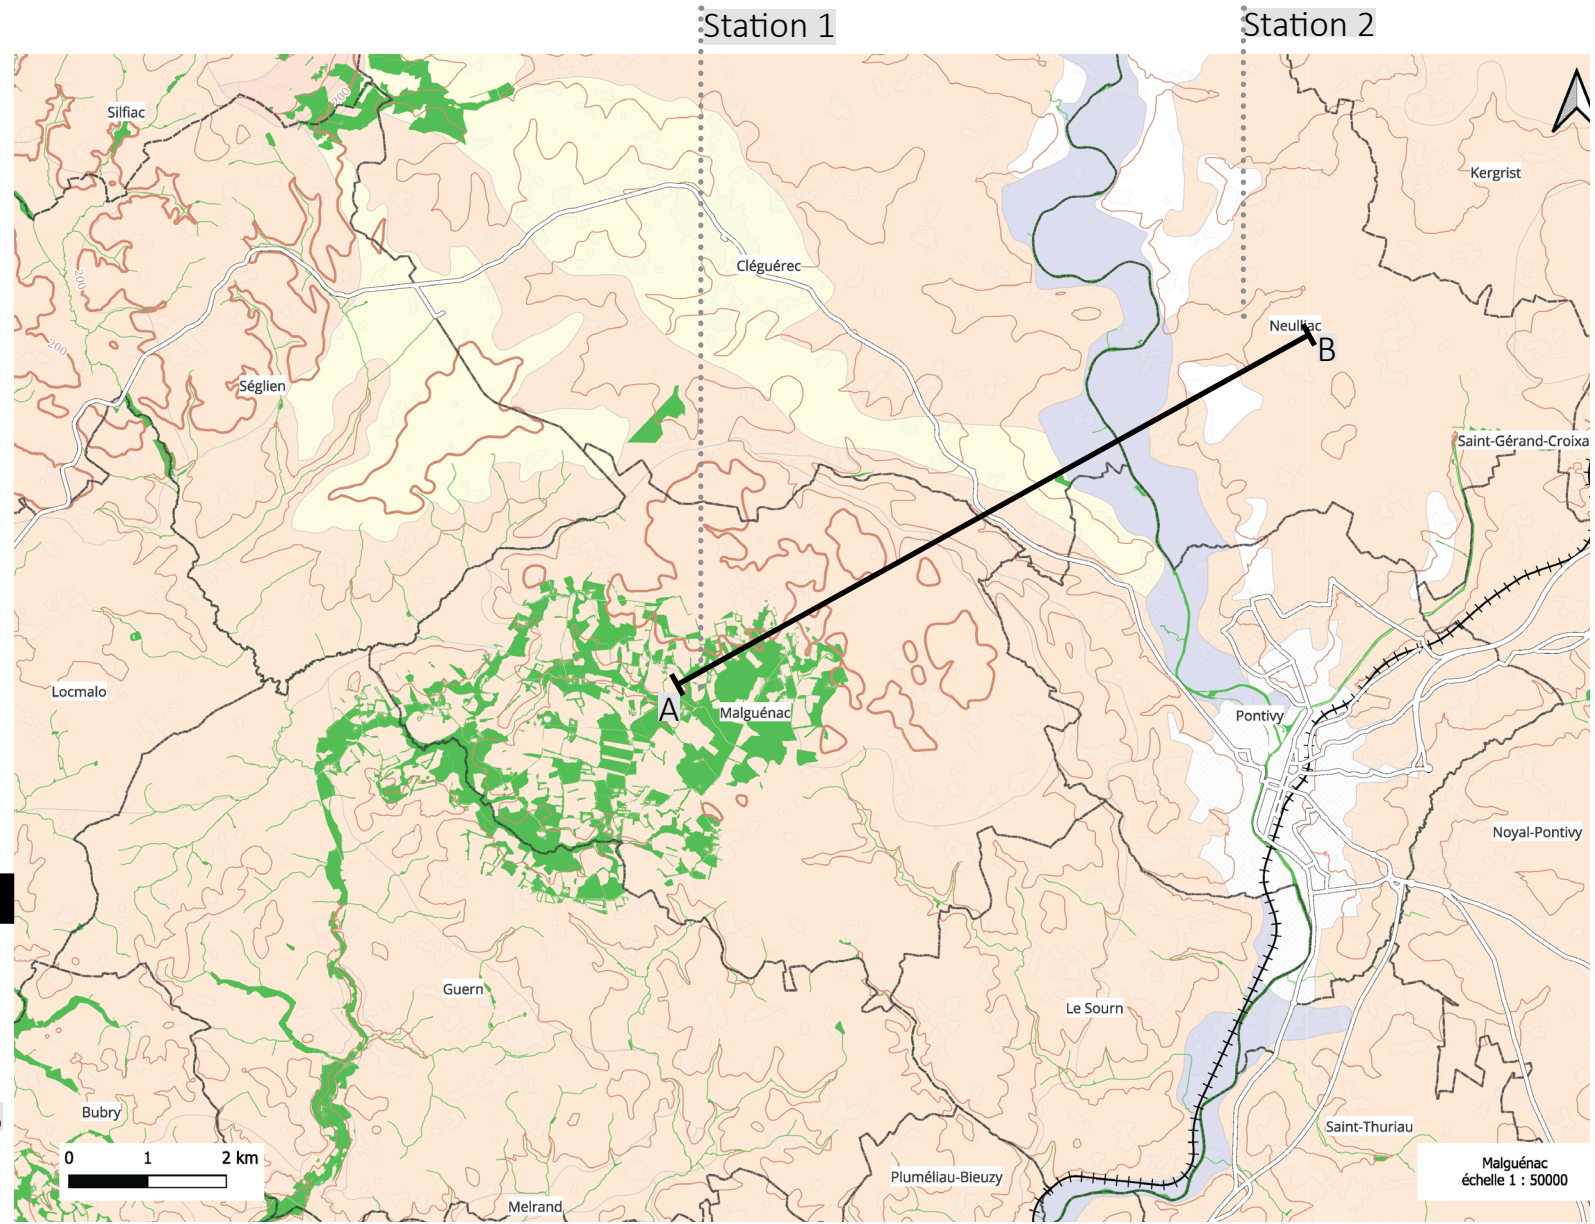 Station 1
Station 2
200
Silfiac
Kergrist
200
Cléguérec
200
Neulliac
B
Séglien
Saint-Gérand-Croixa
Locmalo
A
Malguénac
Pontivy
Noyal-Pontivy
Guern
Le Sourn
Bubry
Saint-Thuriau
0 1 2 km
Malguénac
échelle 1 : 50000
Pluméliau-Bieuzy
Melrand